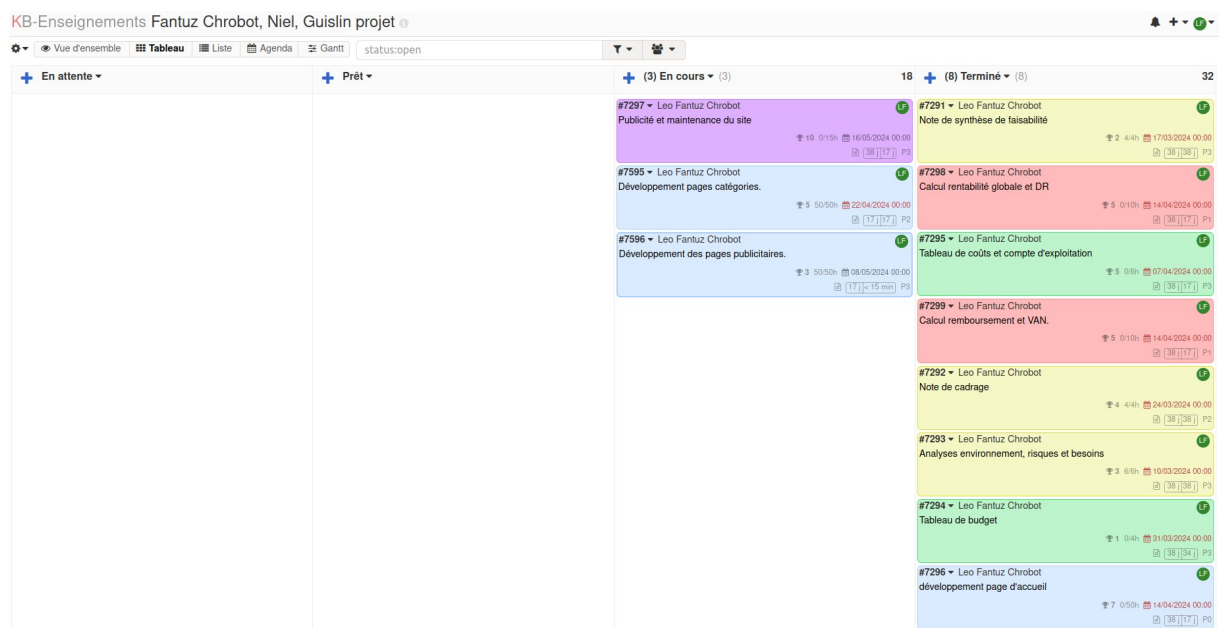 KB-Enseignements Fantuz Chrobot, Niel, Guislin projet
LF
Vue d'ensemble Tableau Liste Agenda Gantt status:open
En attente
Prêt
(3) En cours (3) 18
#7297 Leo Fantuz Chrobot LF
Publicité et maintenance du site
10 0/15h 16/05/2024 00:00
38 j 17 j P3
#7595 Leo Fantuz Chrobot LF
Développement pages catégories.
5 50/50h 22/04/2024 00:00
17 j 17 j P2
#7596 Leo Fantuz Chrobot LF
Développement des pages publicitaires.
3 50/50h 08/05/2024 00:00
17 j < 15 min P3
(8) Terminé (8) 32
#7291 Leo Fantuz Chrobot LF
Note de synthèse de faisabilité
2 4/4h 17/03/2024 00:00
38 j 38 j P3
#7298 Leo Fantuz Chrobot LF
Calcul rentabilité globale et DR
5 0/10h 14/04/2024 00:00
38 j 17 j P1
#7295 Leo Fantuz Chrobot LF
Tableau de coûts et compte d'exploitation
5 0/6h 07/04/2024 00:00
38 j 17 j P3
#7299 Leo Fantuz Chrobot LF
Calcul remboursement et VAN.
5 0/10h 14/04/2024 00:00
38 j 17 j P1
#7292 Leo Fantuz Chrobot LF
Note de cadrage
4 4/4h 24/03/2024 00:00
38 j 38 j P2
#7293 Leo Fantuz Chrobot LF
Analyses environnement, risques et besoins
3 6/6h 10/03/2024 00:00
38 j 38 j P3
#7294 Leo Fantuz Chrobot LF
Tableau de budget
1 0/4h 31/03/2024 00:00
38 j 34 j P3
#7296 Leo Fantuz Chrobot LF
développement page d'accueil
7 0/50h 14/04/2024 00:00
38 j 17 j P0